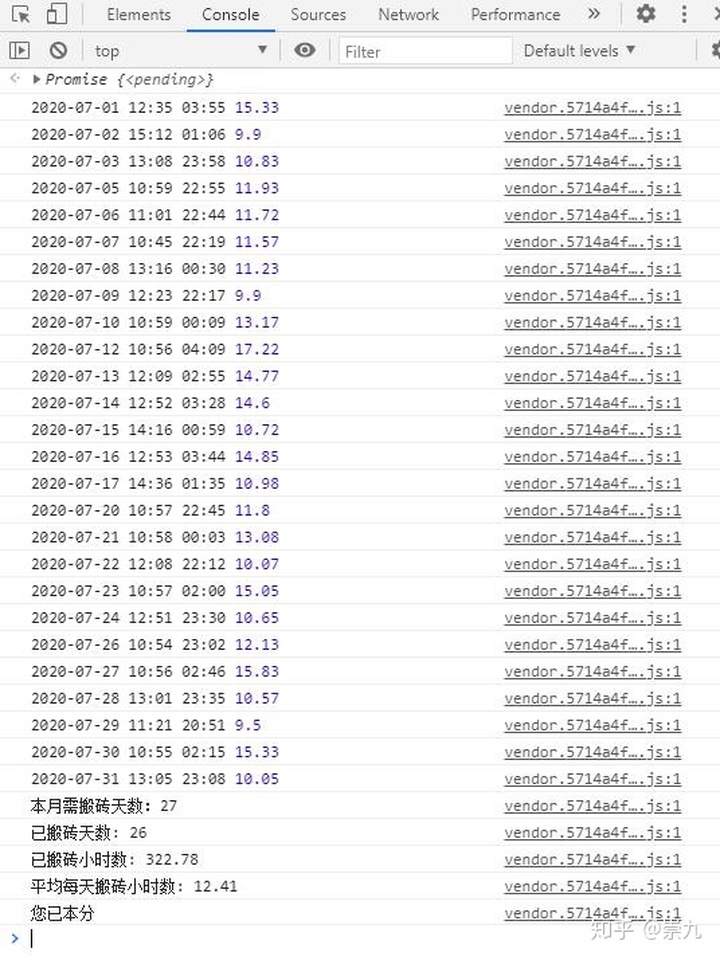 Elements Console Sources Network Performance »
top Filter Default levels
Promise {<pending>}
2020-07-01 12:35 03:55 15.33 vendor.5714a4f….js:1
2020-07-02 15:12 01:06 9.9 vendor.5714a4f….js:1
2020-07-03 13:08 23:58 10.83 vendor.5714a4f….js:1
2020-07-05 10:59 22:55 11.93 vendor.5714a4f….js:1
2020-07-06 11:01 22:44 11.72 vendor.5714a4f….js:1
2020-07-07 10:45 22:19 11.57 vendor.5714a4f….js:1
2020-07-08 13:16 00:30 11.23 vendor.5714a4f….js:1
2020-07-09 12:23 22:17 9.9 vendor.5714a4f….js:1
2020-07-10 10:59 00:09 13.17 vendor.5714a4f….js:1
2020-07-12 10:56 04:09 17.22 vendor.5714a4f….js:1
2020-07-13 12:09 02:55 14.77 vendor.5714a4f….js:1
2020-07-14 12:52 03:28 14.6 vendor.5714a4f….js:1
2020-07-15 14:16 00:59 10.72 vendor.5714a4f….js:1
2020-07-16 12:53 03:44 14.85 vendor.5714a4f….js:1
2020-07-17 14:36 01:35 10.98 vendor.5714a4f….js:1
2020-07-20 10:57 22:45 11.8 vendor.5714a4f….js:1
2020-07-21 10:58 00:03 13.08 vendor.5714a4f….js:1
2020-07-22 12:08 22:12 10.07 vendor.5714a4f….js:1
2020-07-23 10:57 02:00 15.05 vendor.5714a4f….js:1
2020-07-24 12:51 23:30 10.65 vendor.5714a4f….js:1
2020-07-26 10:54 23:02 12.13 vendor.5714a4f….js:1
2020-07-27 10:56 02:46 15.83 vendor.5714a4f….js:1
2020-07-28 13:01 23:35 10.57 vendor.5714a4f….js:1
2020-07-29 11:21 20:51 9.5 vendor.5714a4f….js:1
2020-07-30 10:55 02:15 15.33 vendor.5714a4f….js:1
2020-07-31 13:05 23:08 10.05 vendor.5714a4f….js:1
本月需搬砖天数: 27 vendor.5714a4f….js:1
已搬砖天数: 26 vendor.5714a4f….js:1
已搬砖小时数: 322.78 vendor.5714a4f….js:1
平均每天搬砖小时数: 12.41 vendor.5714a4f….js:1
您已本分 vendor.5714a4f….js:1
知乎 @崇九